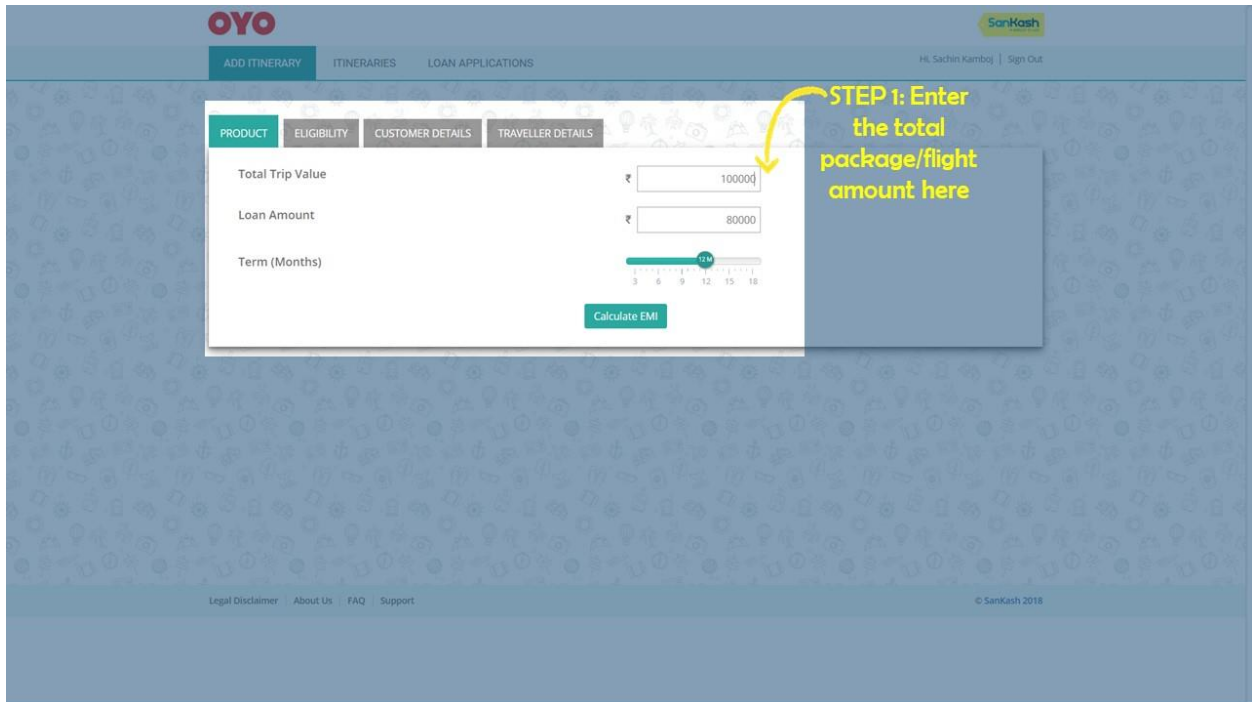 OYO
SanKash
ADD ITINERARY ITINERARIES LOAN APPLICATIONS
Hi, Sachin Kamboj | Sign Out
STEP 1: Enter
the total
package/flight
amount here
PRODUCT ELIGIBILITY CUSTOMER DETAILS TRAVELLER DETAILS
Total Trip Value ₹ 100000
Loan Amount ₹ 80000
Term (Months) 12 M
3 6 9 12 15 18
Calculate EMI
Legal Disclaimer | About Us | FAQ | Support
© SanKash 2018